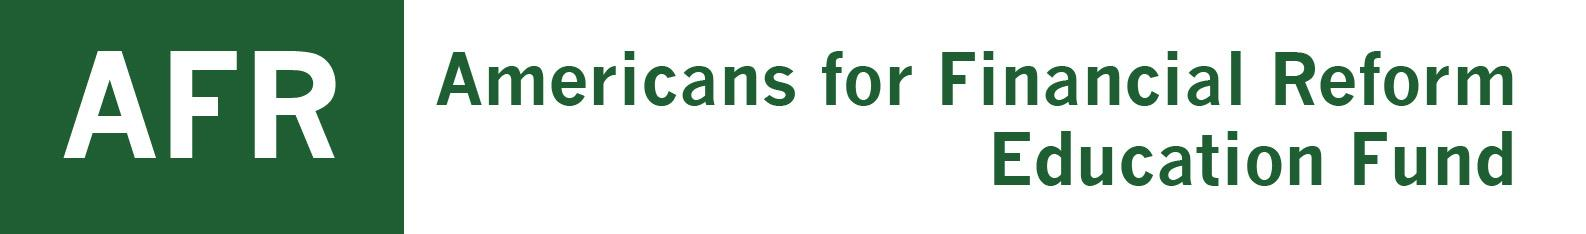 AFR
Americans for Financial Reform
Education Fund